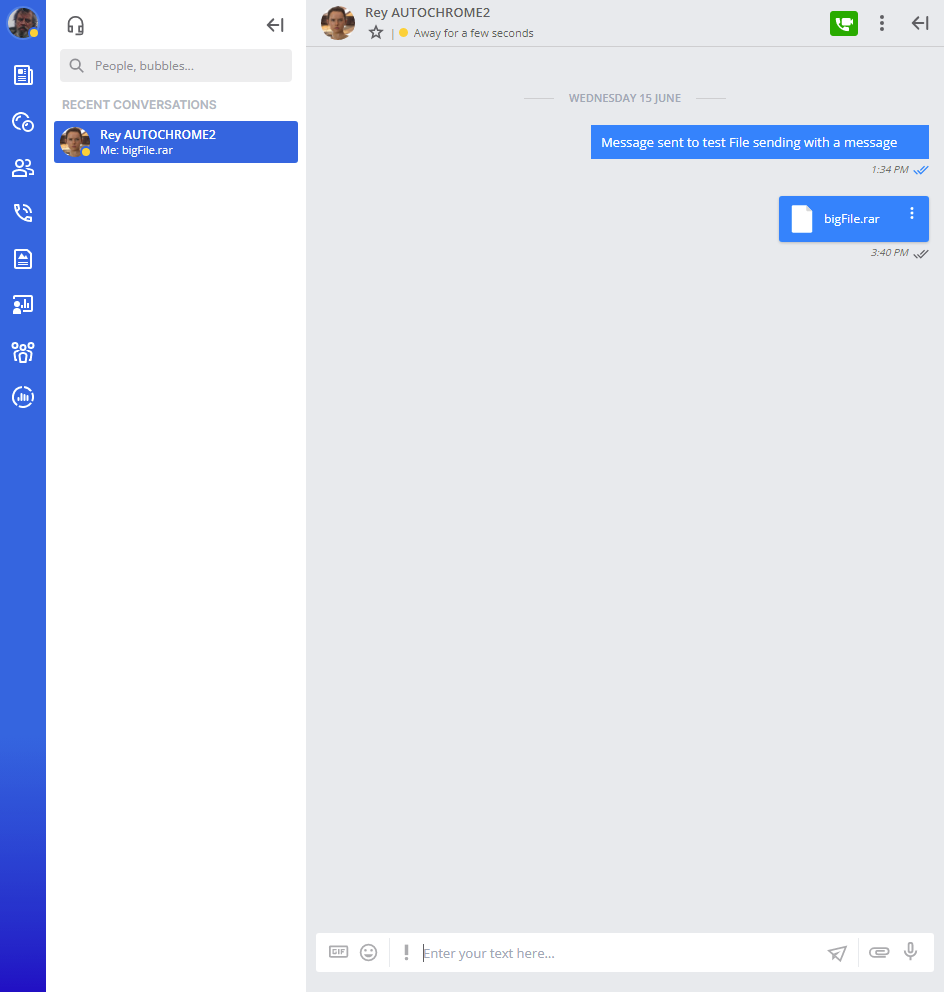 People, bubbles...
RECENT CONVERSATIONS
Rey AUTOCHROME2
Me: bigFile.rar
Rey AUTOCHROME2
| Away for a few seconds
WEDNESDAY 15 JUNE
Message sent to test File sending with a message
1:34 PM
bigFile.rar
3:40 PM
GIF
Enter your text here...